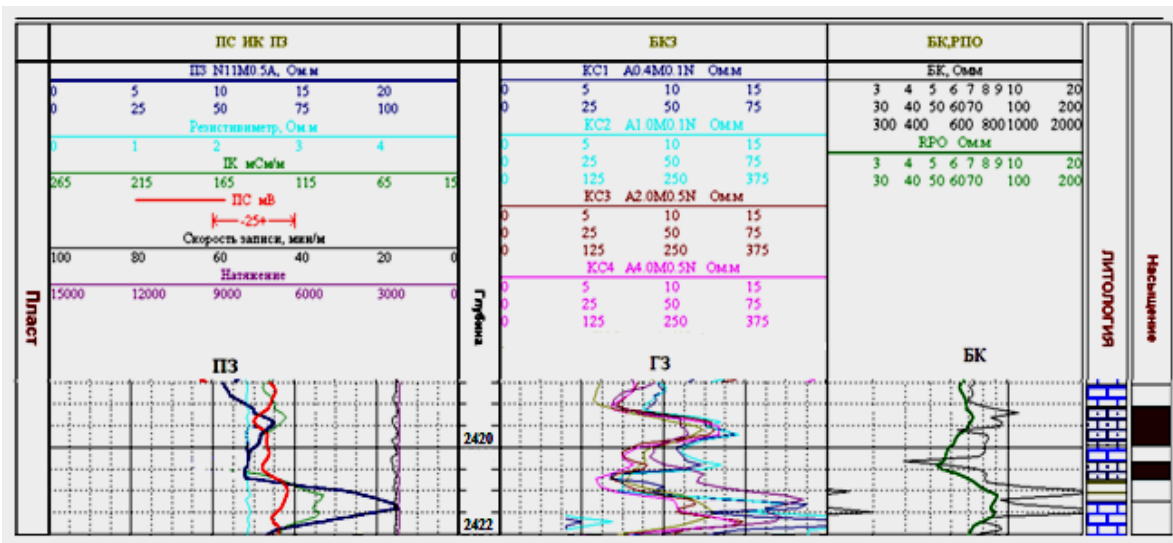 ПС ИК ПЗ
ПЗ N11M0.5A, Омм
0 5 10 15 20
0 25 50 75 100
Резистивиметр, Омм
0 1 2 3 4
IK мСм/м
265 215 165 115 65 15
ПС мВ
-25+
Скорость записи, мин/м
100 80 60 40 20 0
Натяжение
15000 12000 9000 6000 3000 0
ПЗ
Пласт
Глубина
БКЗ
КС1 A0.4M0.1N Омм
0 5 10 15
0 25 50 75
КС2 A1.0M0.1N Омм
0 5 10 15
0 25 50 75
0 125 250 375
КС3 A2.0M0.5N Омм
0 5 10 15
0 25 50 75
0 125 250 375
КС4 A4.0M0.5N Омм
0 5 10 15
0 25 50 75
0 125 250 375
ГЗ
БК,РПО
БК, Омм
3 4 5 6 7 8 9 10 20
30 40 50 60 70 100 200
300 400 600 800 1000 2000
RPO Омм
3 4 5 6 7 8 9 10 20
30 40 50 60 70 100 200
БК
ЛИТОЛОГИЯ
Насыщение
2420
2422